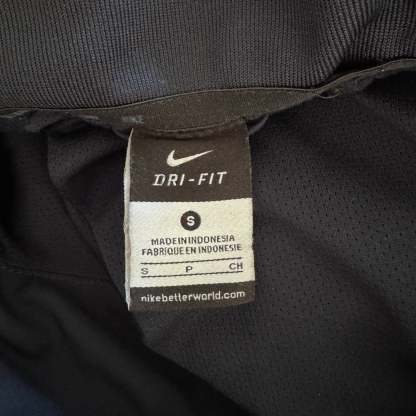 DRI-FIT
S
MADE IN INDONESIA
FABRIQUE EN INDONESIE
S P CH
nikebetterworld.com